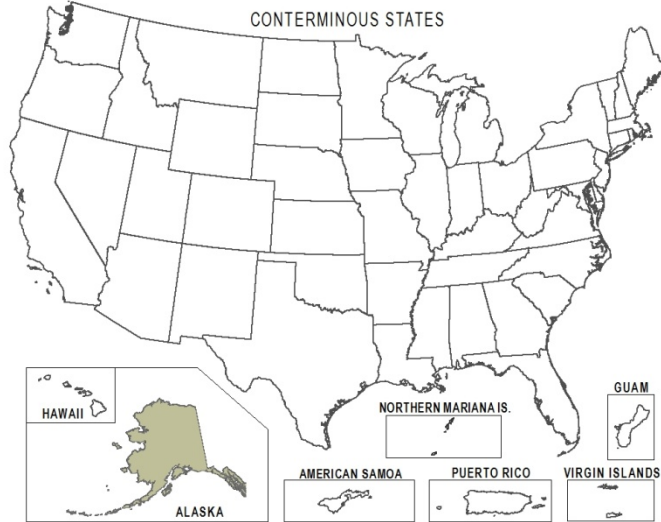 CONTERMINOUS STATES
HAWAII
ALASKA
NORTHERN MARIANA IS.
GUAM
AMERICAN SAMOA
PUERTO RICO
VIRGIN ISLANDS